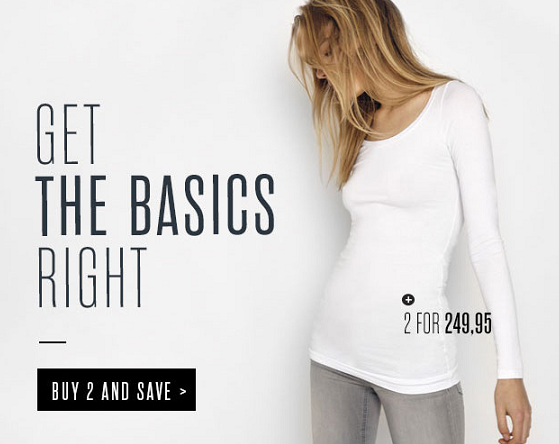 GET
THE BASICS
RIGHT
BUY 2 AND SAVE >
2 FOR 249,95